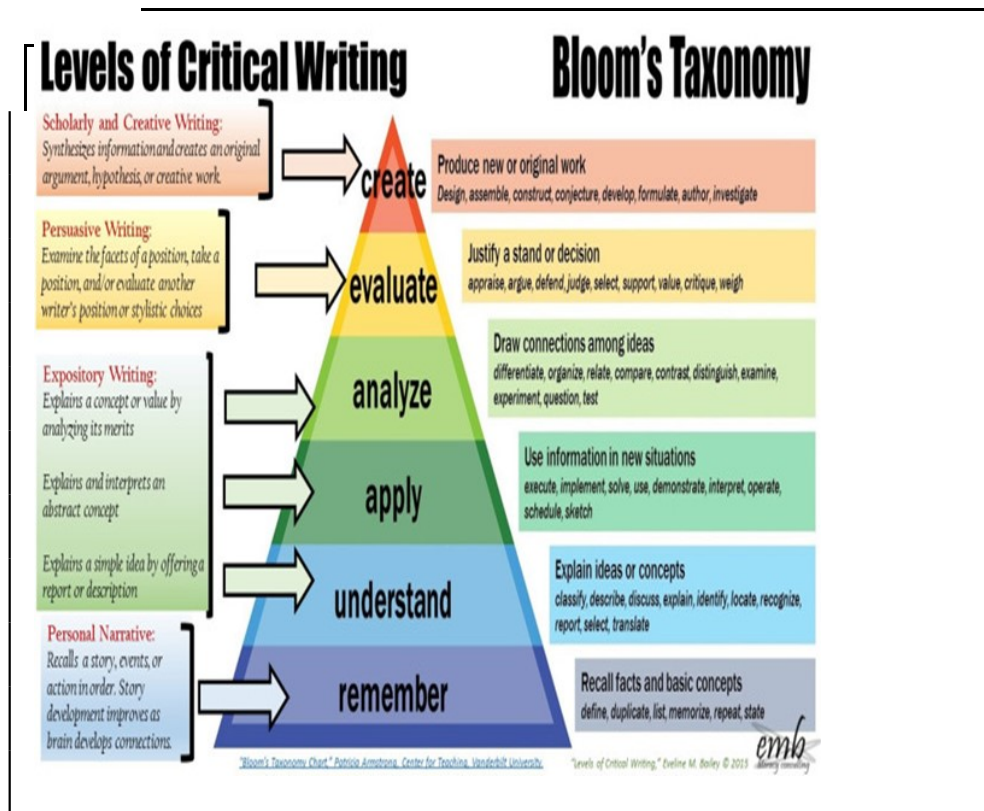 Levels of Critical Writing
Bloom's Taxonomy
Scholarly and Creative Writing:
Synthesizes information and creates an original
argument, hypothesis, or creative work.
create
Produce new or original work
Design, assemble, construct, conjecture, develop, formulate, author, investigate
Persuasive Writing:
Examine the facets of a position, take a
position, and/or evaluate another
writer's position or stylistic choices
evaluate
Justify a stand or decision
appraise, argue, defend, judge, select, support, value, critique, weigh
Expository Writing:
Explains a concept or value by
analyzing its merits
analyze
Draw connections among ideas
differentiate, organize, relate, compare, contrast, distinguish, examine,
experiment, question, test
Explains and interprets an
abstract concept
apply
Use information in new situations
execute, implement, solve, use, demonstrate, interpret, operate,
schedule, sketch
Explains a simple idea by offering a
report or description
understand
Explain ideas or concepts
classify, describe, discuss, explain, identify, locate, recognize,
report, select, translate
Personal Narrative:
Recalls a story, events, or
action in order. Story
development improves as
brain develops connections.
remember
Recall facts and basic concepts
define, duplicate, list, memorize, repeat, state
"Bloom's Taxonomy Chart," Patricia Armstrong, Center for Teaching, Vanderbilt University.
"Levels of Critical Writing," Eveline M. Bailey © 2015
emb
literacy consulting